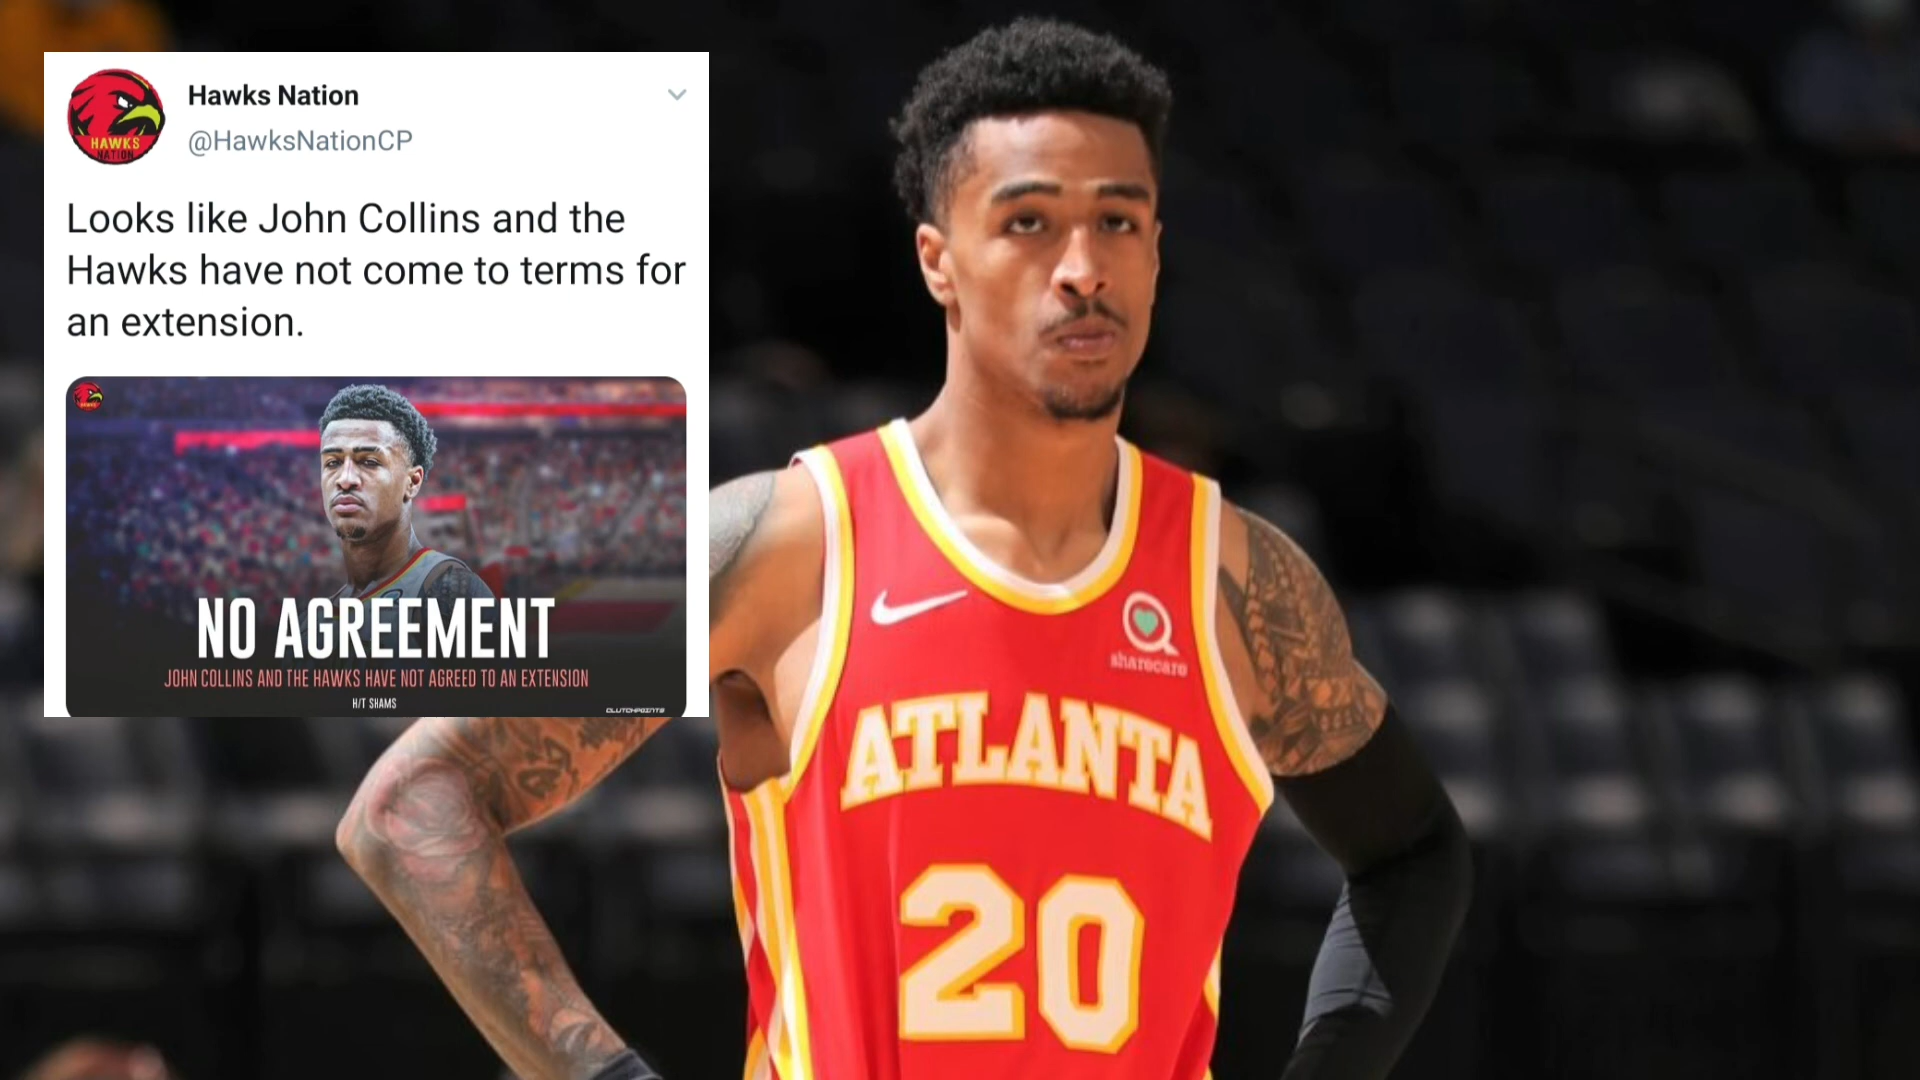 Hawks Nation
@HawksNationCP
Looks like John Collins and the
Hawks have not come to terms for
an extension.
HAWKS
NATION
NO AGREEMENT
JOHN COLLINS AND THE HAWKS HAVE NOT AGREED TO AN EXTENSION
H/T SHAMS
CLUTCHPOINTS
sharecare
ATLANTA
20